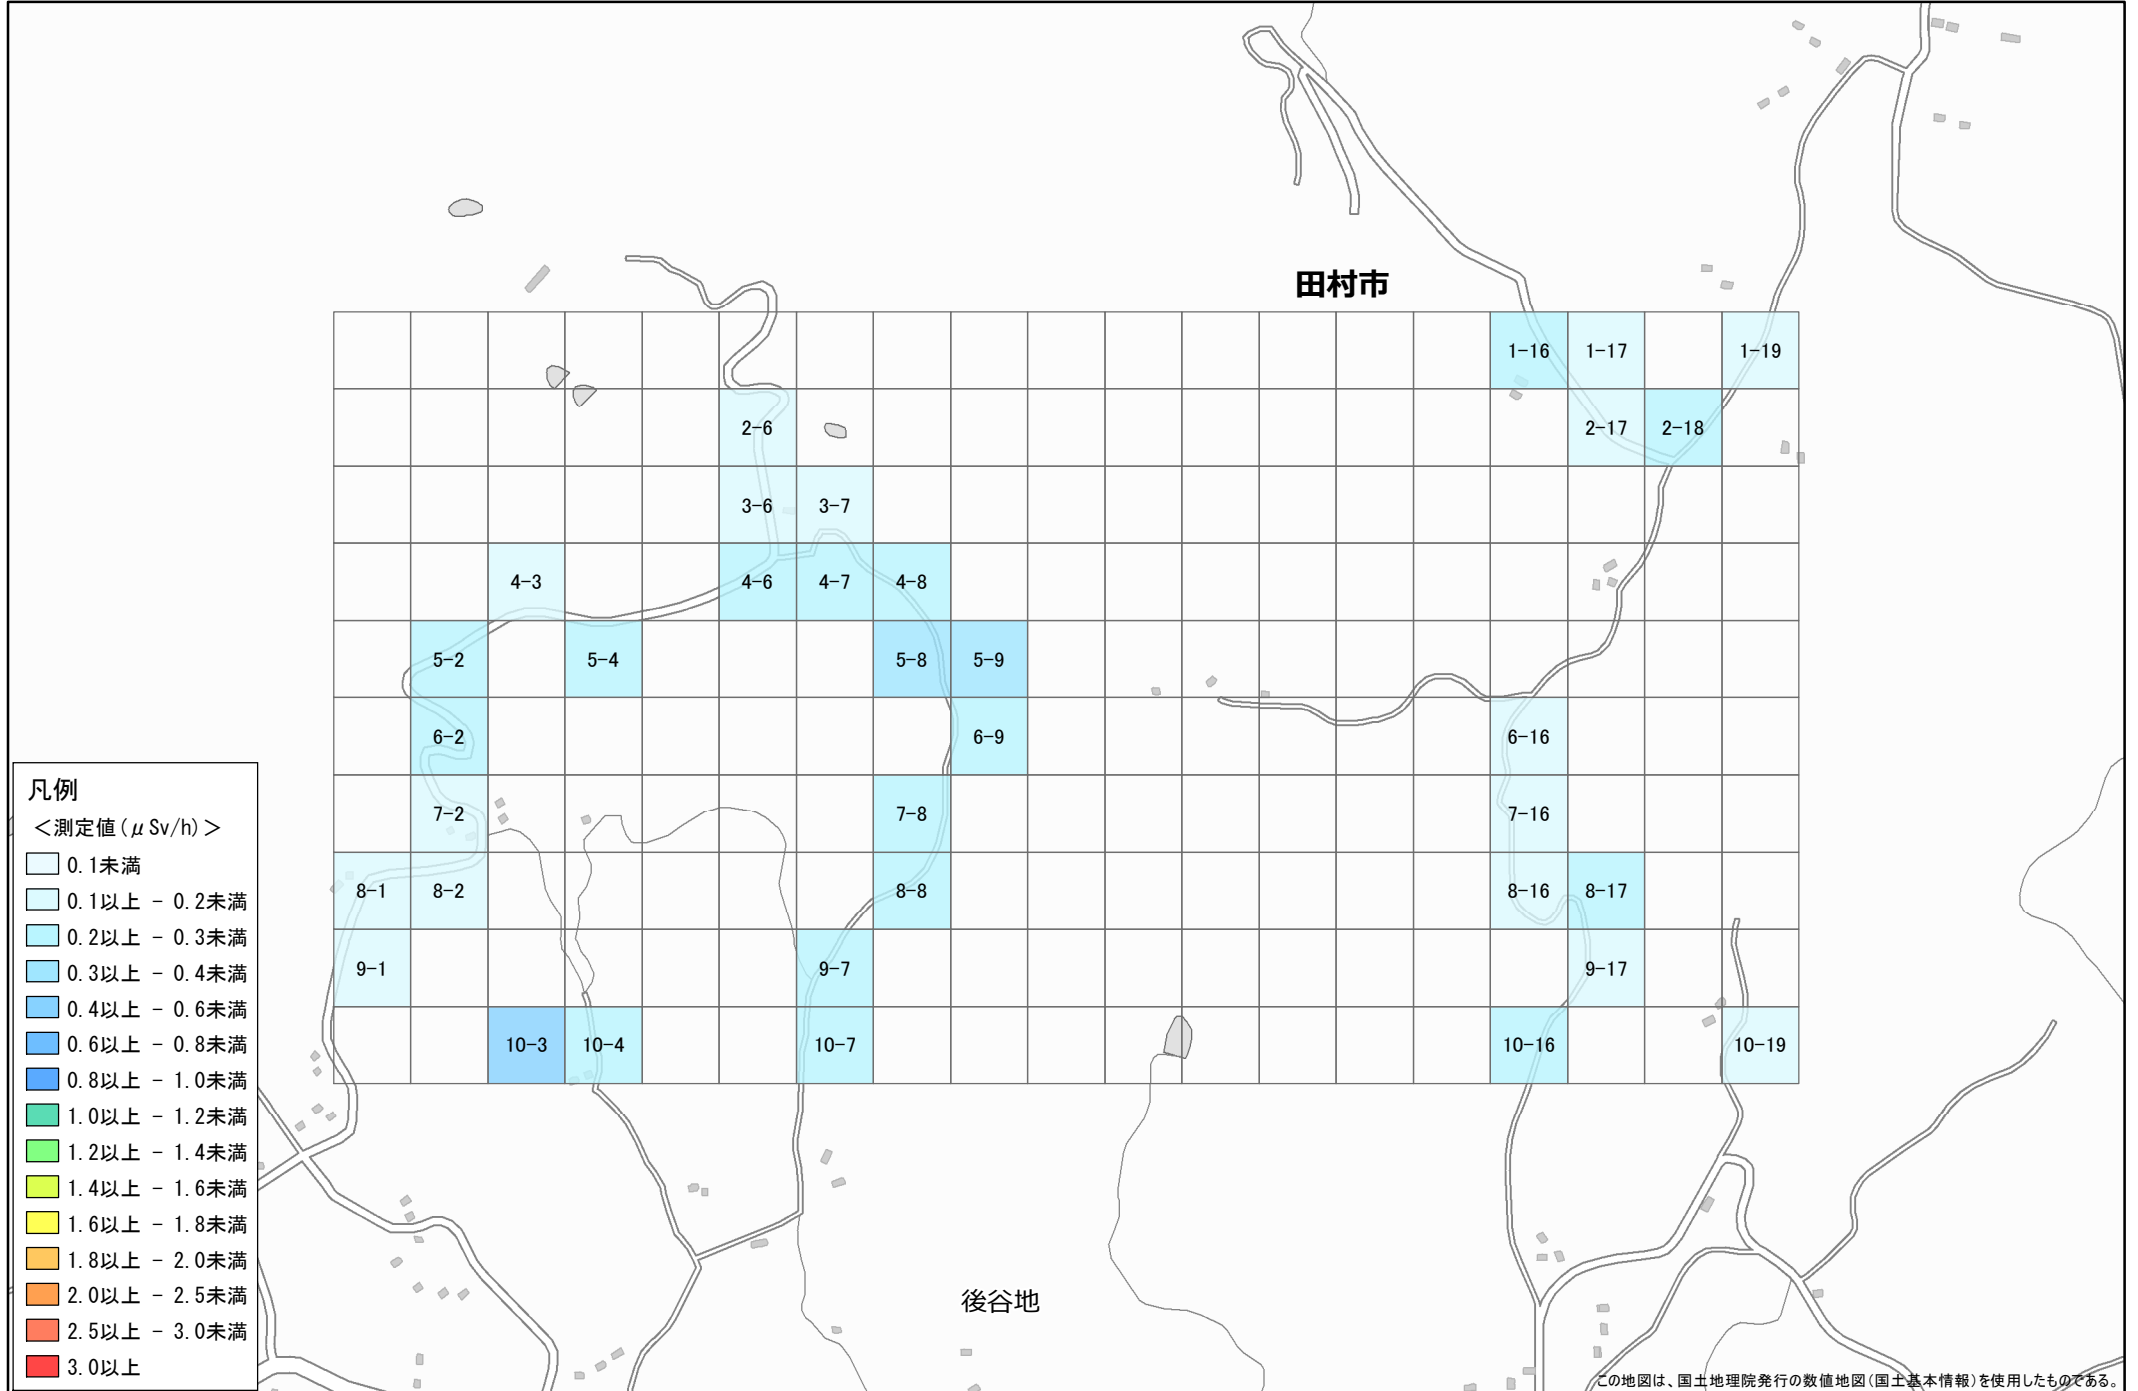 田村市
1-16 1-17 1-19
2-6 2-17 2-18
3-6 3-7
4-3 4-6 4-7 4-8
5-2 5-4 5-8 5-9
6-2 6-9 6-16
7-2 7-8 7-16
8-1 8-2 8-8 8-16 8-17
9-1 9-7 9-17
10-3 10-4 10-7 10-16 10-19
凡例
＜測定値(μSv/h)＞
0.1未満
0.1以上 - 0.2未満
0.2以上 - 0.3未満
0.3以上 - 0.4未満
0.4以上 - 0.6未満
0.6以上 - 0.8未満
0.8以上 - 1.0未満
1.0以上 - 1.2未満
1.2以上 - 1.4未満
1.4以上 - 1.6未満
1.6以上 - 1.8未満
1.8以上 - 2.0未満
2.0以上 - 2.5未満
2.5以上 - 3.0未満
3.0以上
後谷地
この地図は、国土地理院発行の数値地図(国土基本情報)を使用したものである。